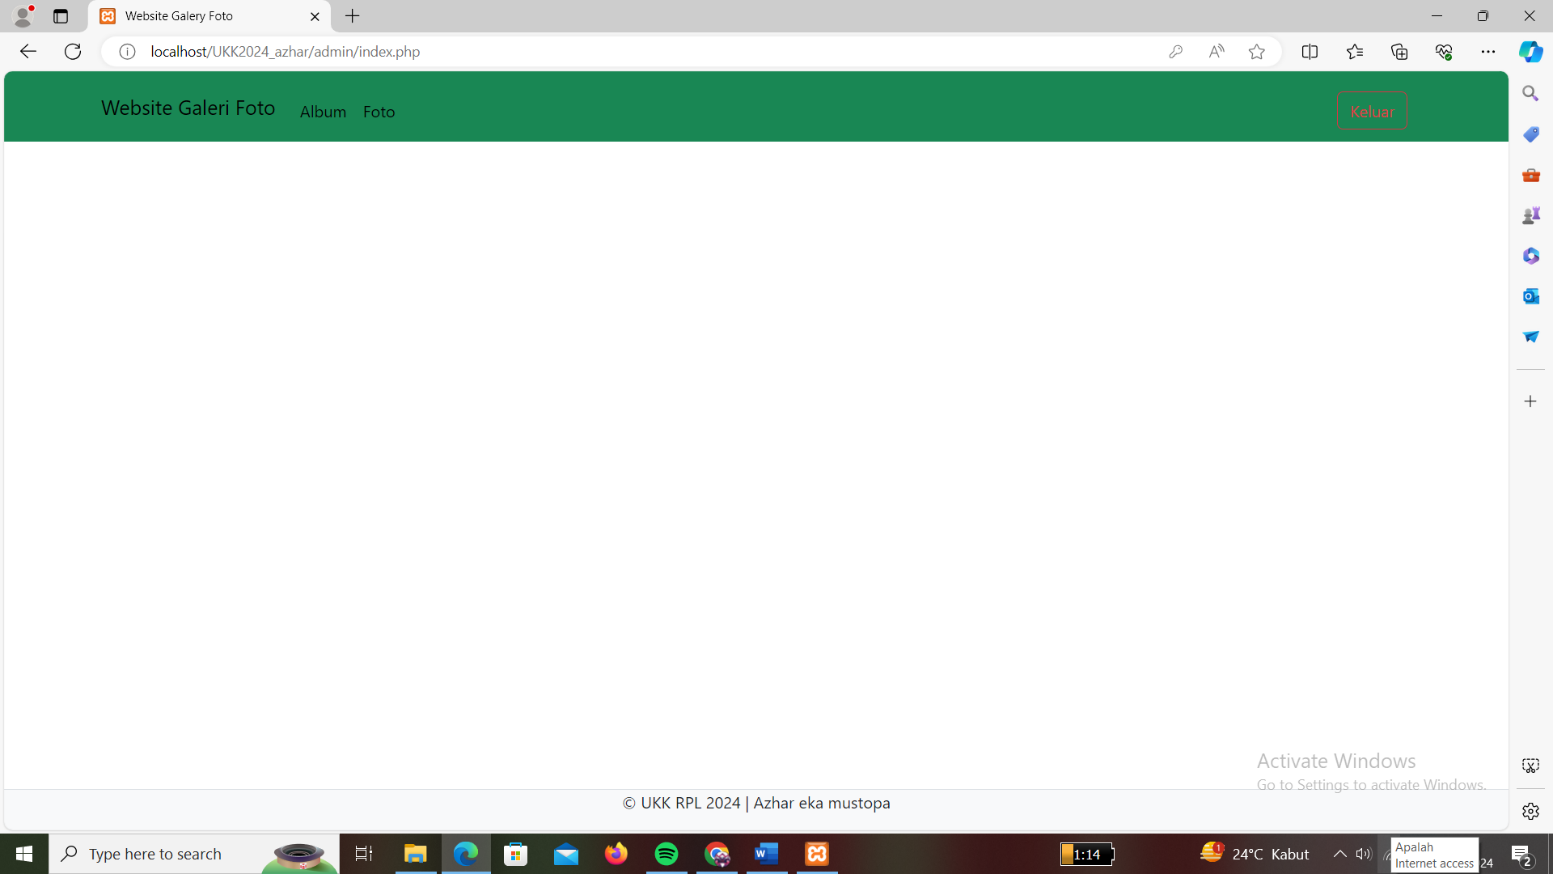 Website Galery Foto
localhost/UKK2024_azhar/admin/index.php
Website Galeri Foto Album Foto Keluar
Activate Windows
Go to Settings to activate Windows.
© UKK RPL 2024 | Azhar eka mustopa
Type here to search
1:14
1
24°C Kabut
Apalah
Internet access
24
2